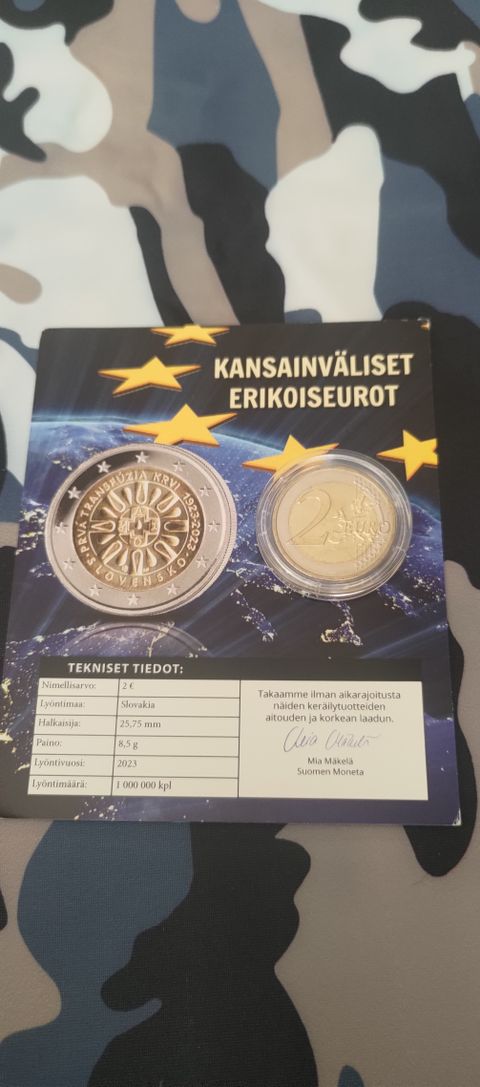 KANSAINVÄLISET
ERIKOISEUROT
PRVÁ TRANSFÚZIA KRVI 1923-2023
SLOVENSKO
2 EURO
TEKNISET TIEDOT:
Nimellisarvo: 2 €
Lyöntimaa: Slovakia
Halkaisija: 25,75 mm
Paino: 8,5 g
Lyöntivuosi: 2023
Lyöntimäärä: 1 000 000 kpl
Takaamme ilman aikarajoitusta
näiden keräilytuotteiden
aitouden ja korkean laadun.
Mia Mäkelä
Mia Mäkelä
Suomen Moneta